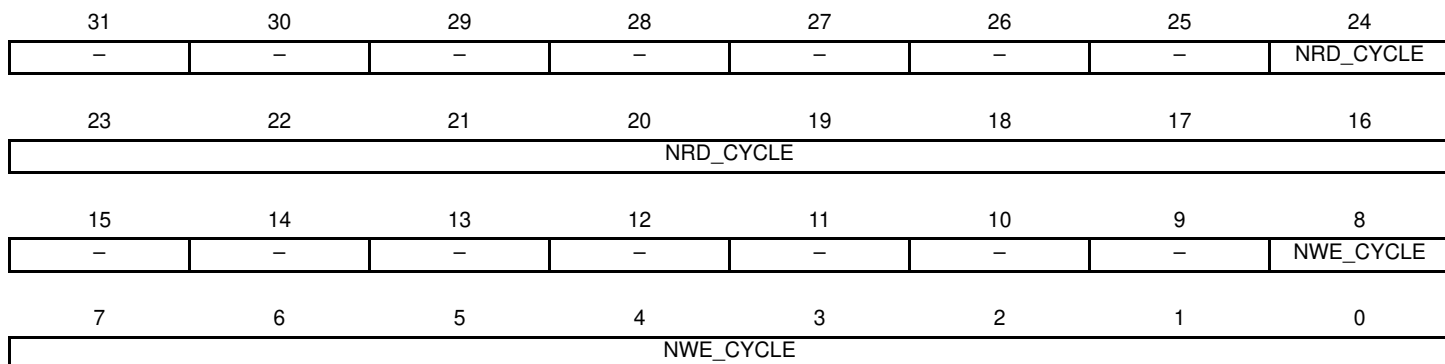 31 30 29 28 27 26 25 24
– – – – – – – NRD_CYCLE
23 22 21 20 19 18 17 16
NRD_CYCLE
15 14 13 12 11 10 9 8
– – – – – – – NWE_CYCLE
7 6 5 4 3 2 1 0
NWE_CYCLE